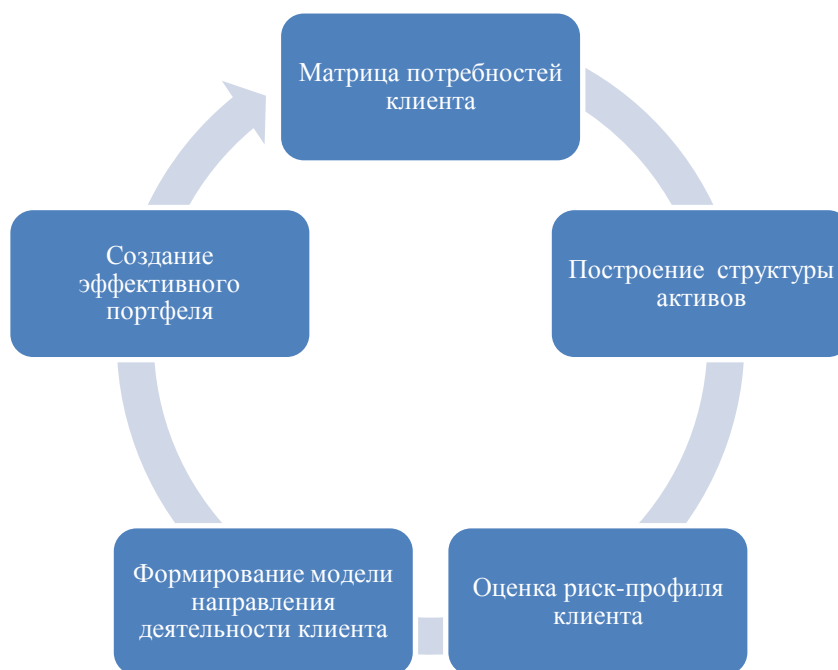 Матрица потребностей
клиента
Построение структуры
активов
Оценка риск-профиля
клиента
Формирование модели
направления
деятельности клиента
Создание
эффективного
портфеля